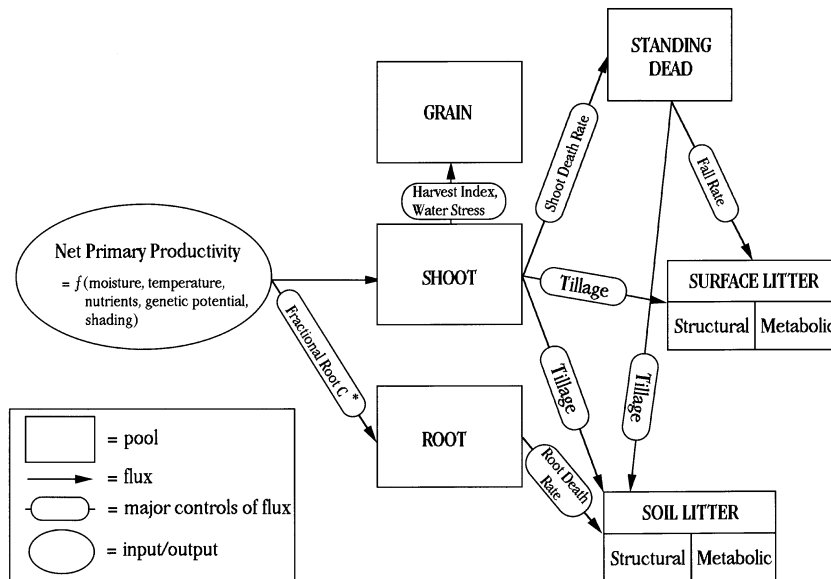 STANDING
DEAD
GRAIN
Shoot Death Rate
Fall Rate
Harvest Index,
Water Stress
Net Primary Productivity
= f (moisture, temperature,
nutrients, genetic potential,
shading)
SHOOT
Tillage
SURFACE LITTER
Structural
Metabolic
Fractional Root C *
Tillage
Tillage
ROOT
Root Death
Rate
SOIL LITTER
Structural
Metabolic
= pool
= flux
= major controls of flux
= input/output